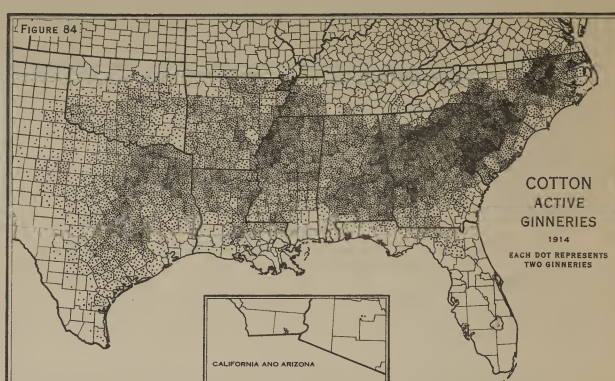 FIGURE 84
COTTON
ACTIVE
GINNERIES
1914
EACH DOT REPRESENTS
TWO GINNERIES
CALIFORNIA AND ARIZONA